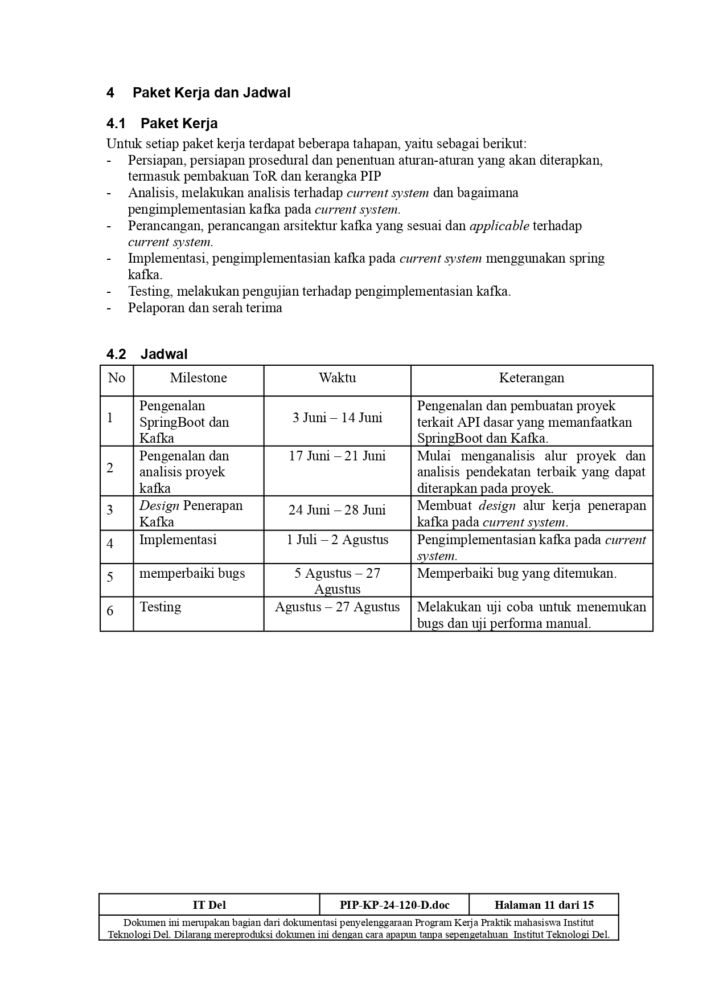 4 Paket Kerja dan Jadwal
4.1 Paket Kerja
Untuk setiap paket kerja terdapat beberapa tahapan, yaitu sebagai berikut:
- Persiapan, persiapan prosedural dan penentuan aturan-aturan yang akan diterapkan,
termasuk pembakuan ToR dan kerangka PIP
- Analisis, melakukan analisis terhadap current system dan bagaimana
pengimplementasian kafka pada current system.
- Perancangan, perancangan arsitektur kafka yang sesuai dan applicable terhadap
current system.
- Implementasi, pengimplementasian kafka pada current system menggunakan spring
kafka.
- Testing, melakukan pengujian terhadap pengimplementasian kafka.
- Pelaporan dan serah terima
4.2 Jadwal
No Milestone Waktu Keterangan
1
Pengenalan
SpringBoot dan
Kafka
3 Juni – 14 Juni
Pengenalan dan pembuatan proyek
terkait API dasar yang memanfaatkan
SpringBoot dan Kafka.
2
Pengenalan dan
analisis proyek
kafka
17 Juni – 21 Juni
Mulai menganalisis alur proyek dan
analisis pendekatan terbaik yang dapat
diterapkan pada proyek.
3
Design Penerapan
Kafka
24 Juni – 28 Juni
Membuat design alur kerja penerapan
kafka pada current system.
4
Implementasi
1 Juli – 2 Agustus
Pengimplementasian kafka pada current
system.
5
memperbaiki bugs
5 Agustus – 27
Agustus
Memperbaiki bug yang ditemukan.
6
Testing
Agustus – 27 Agustus
Melakukan uji coba untuk menemukan
bugs dan uji performa manual.
IT Del PIP-KP-24-120-D.doc Halaman 11 dari 15
Dokumen ini merupakan bagian dari dokumentasi penyelenggaraan Program Kerja Praktik mahasiswa Institut
Teknologi Del. Dilarang mereproduksi dokumen ini dengan cara apapun tanpa sepengetahuan Institut Teknologi Del.